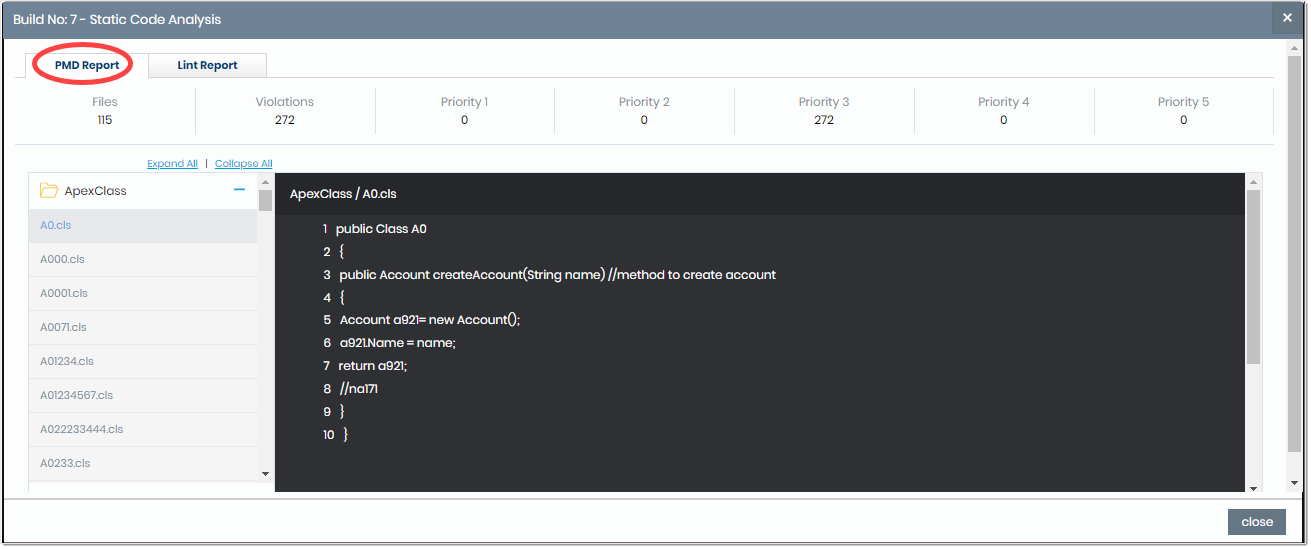 Build No: 7 - Static Code Analysis
PMD Report Lint Report
Files Violations Priority 1 Priority 2 Priority 3 Priority 4 Priority 5
115 272 0 0 272 0 0
Expand All | Collapse All
ApexClass
A0.cls
A000.cls
A0001.cls
A0071.cls
A01234.cls
A01234567.cls
A022233444.cls
A0233.cls
ApexClass / A0.cls
1 public Class A0
2 {
3 public Account createAccount(String name) //method to create account
4 {
5 Account a921= new Account();
6 a921.Name = name;
7 return a921;
8 //na171
9 }
10 }
close